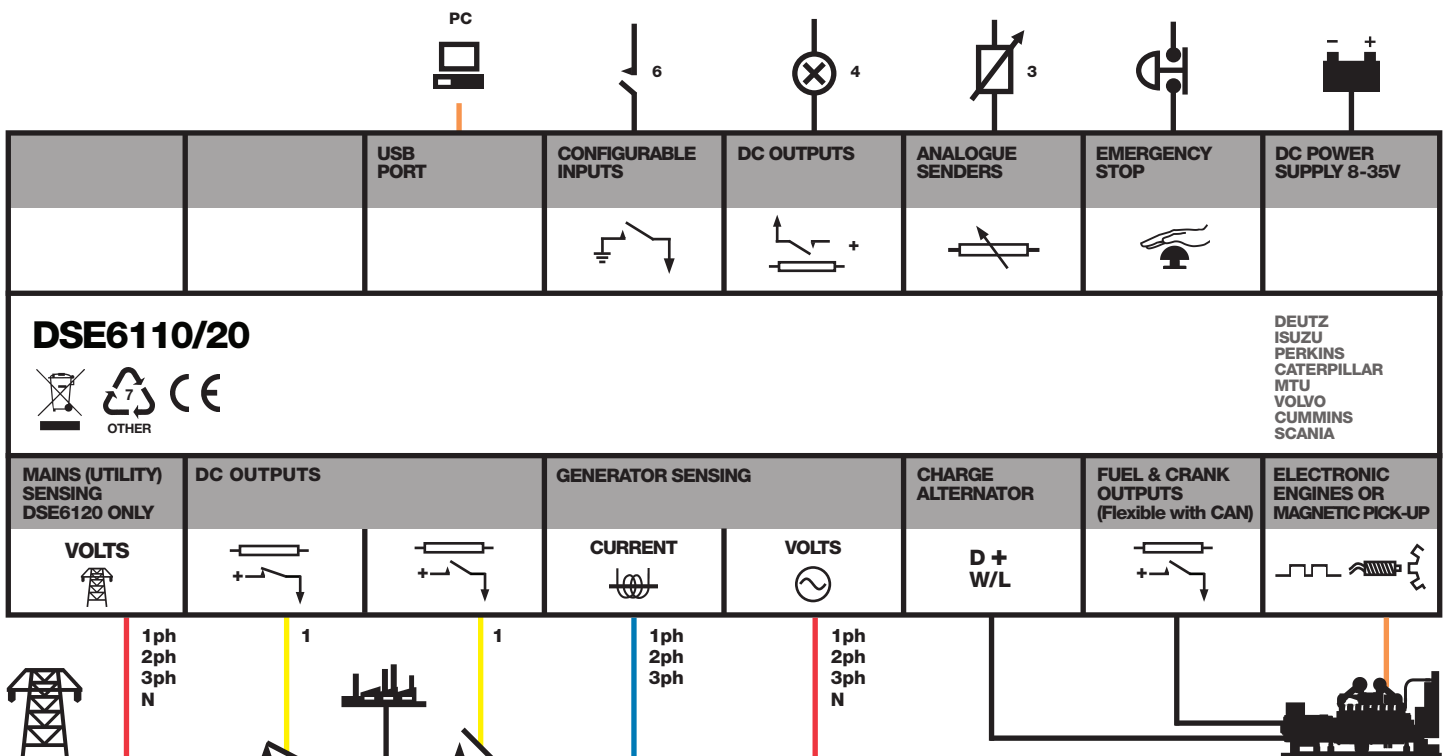 PC
6
4
3
- +
USB
PORT
CONFIGURABLE
INPUTS
DC OUTPUTS
ANALOGUE
SENDERS
EMERGENCY
STOP
DC POWER
SUPPLY 8-35V
+
DSE6110/20
7
CE
OTHER
DEUTZ
ISUZU
PERKINS
CATERPILLAR
MTU
VOLVO
CUMMINS
SCANIA
MAINS (UTILITY)
SENSING
DSE6120 ONLY
DC OUTPUTS
GENERATOR SENSING
CHARGE
ALTERNATOR
FUEL & CRANK
OUTPUTS
(Flexible with CAN)
ELECTRONIC
ENGINES OR
MAGNETIC PICK-UP
VOLTS
+
+
CURRENT
VOLTS
D +
W/L
+
1ph
2ph
3ph
N
1
1
1ph
2ph
3ph
1ph
2ph
3ph
N